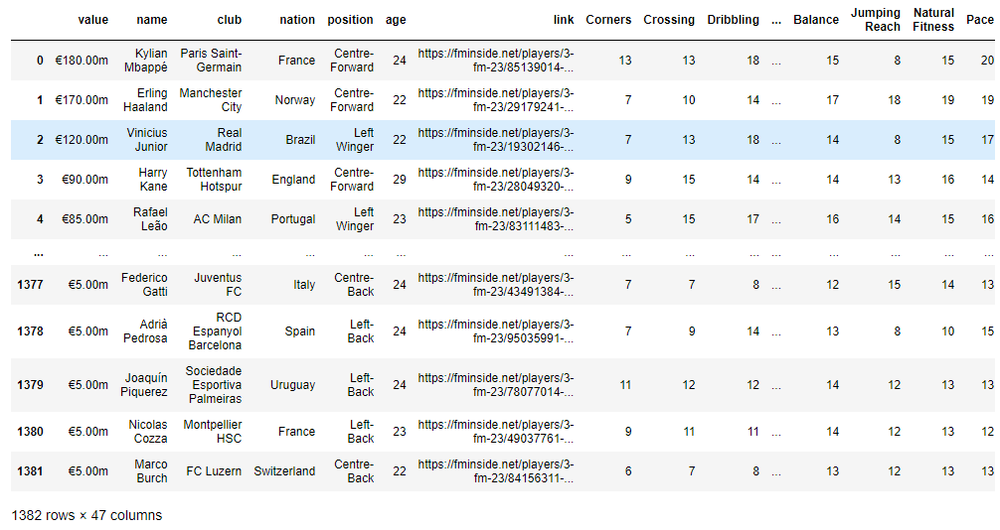 value name club nation position age link Corners Crossing Dribbling ... Balance Jumping Reach Natural Fitness Pace
0 €180.00m Kylian Mbappé Paris Saint-Germain France Centre-Forward 24 https://fminside.net/players/3-fm-23/85139014-... 13 13 18 ... 15 8 15 20
1 €170.00m Erling Haaland Manchester City Norway Centre-Forward 22 https://fminside.net/players/3-fm-23/29179241-... 7 10 14 ... 17 18 19 19
2 €120.00m Vinicius Junior Real Madrid Brazil Left Winger 22 https://fminside.net/players/3-fm-23/19302146-... 7 13 18 ... 14 8 15 17
3 €90.00m Harry Kane Tottenham Hotspur England Centre-Forward 29 https://fminside.net/players/3-fm-23/28049320-... 9 15 14 ... 14 13 16 14
4 €85.00m Rafael Leão AC Milan Portugal Left Winger 23 https://fminside.net/players/3-fm-23/83111483-... 5 15 17 ... 16 14 15 16
... ... ... ... ... ... ... ... ... ... ... ... ... ... ... ...
1377 €5.00m Federico Gatti Juventus FC Italy Centre-Back 24 https://fminside.net/players/3-fm-23/43491384-... 7 7 8 ... 12 15 14 13
1378 €5.00m Adrià Pedrosa RCD Espanyol Barcelona Spain Left-Back 24 https://fminside.net/players/3-fm-23/95035991-... 7 9 14 ... 13 8 10 15
1379 €5.00m Joaquín Piquerez Sociedade Esportiva Palmeiras Uruguay Left-Back 24 https://fminside.net/players/3-fm-23/78077014-... 11 12 12 ... 14 12 13 13
1380 €5.00m Nicolas Cozza Montpellier HSC France Left-Back 23 https://fminside.net/players/3-fm-23/49037761-... 9 11 11 ... 14 12 13 12
1381 €5.00m Marco Burch FC Luzern Switzerland Centre-Back 22 https://fminside.net/players/3-fm-23/84156311-... 6 7 8 ... 13 12 13 13
1382 rows × 47 columns